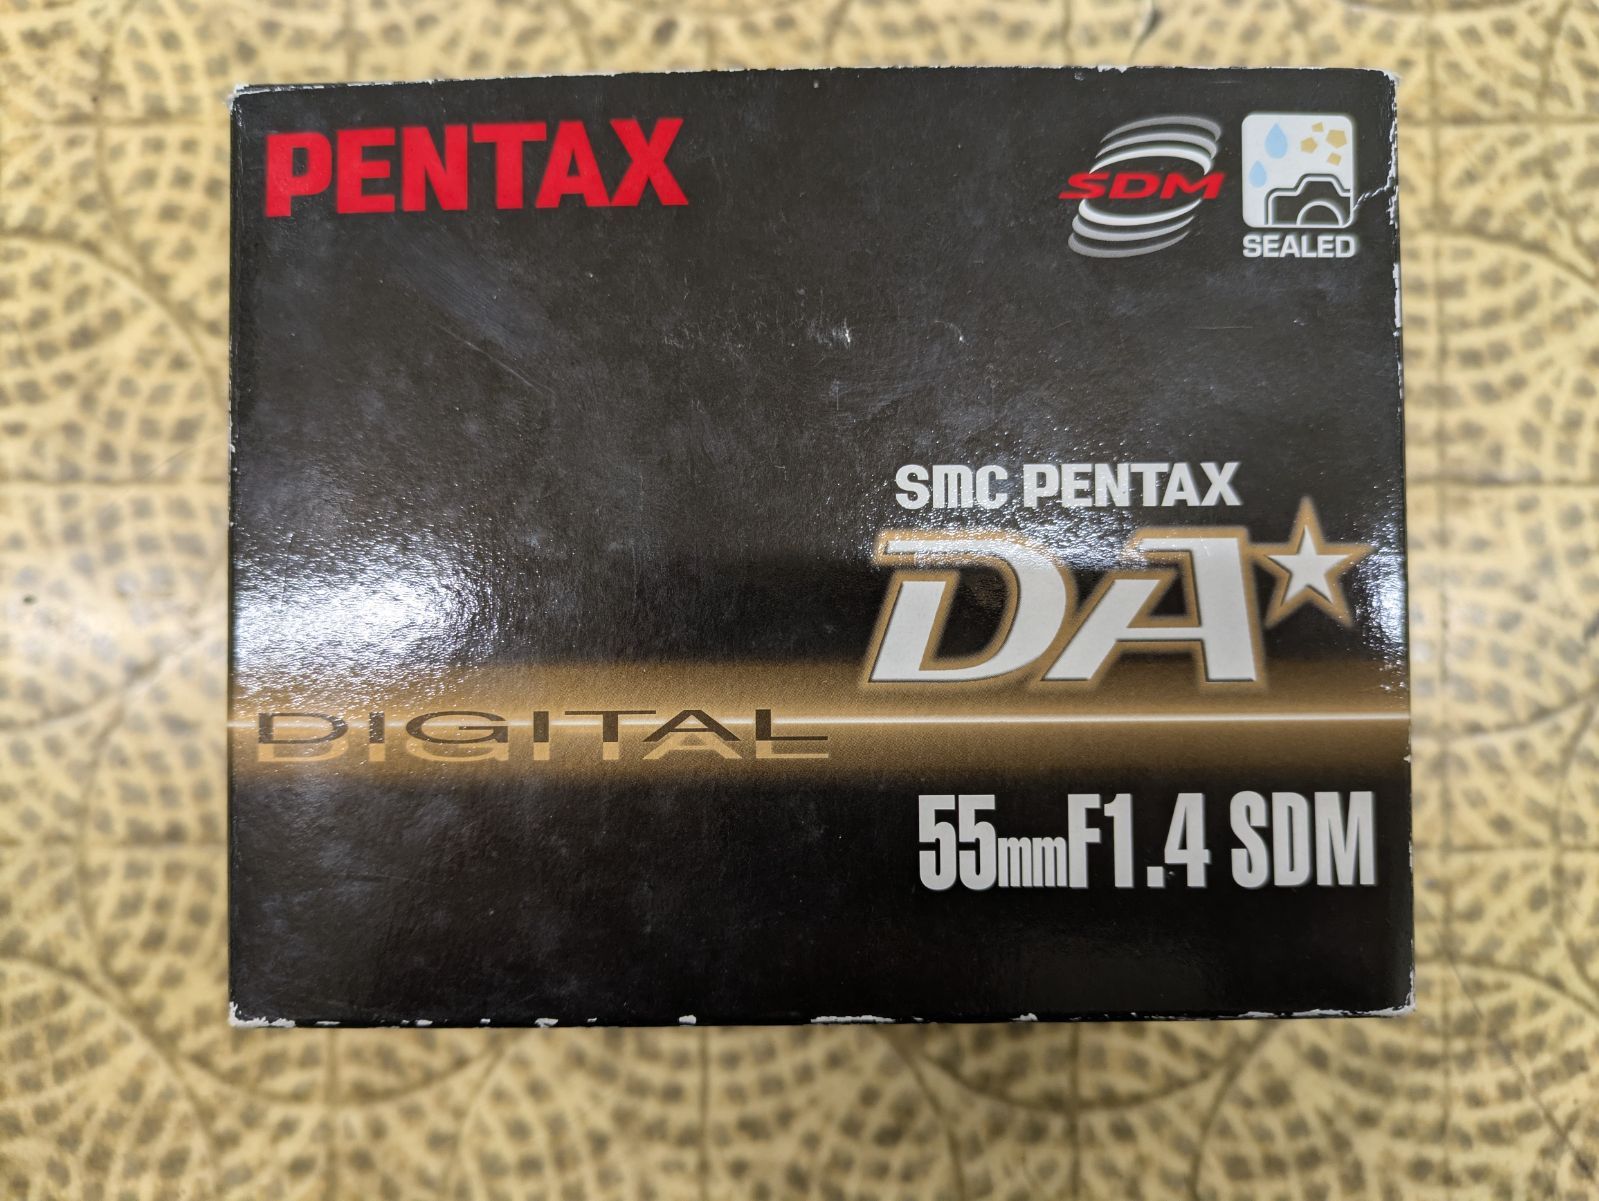 PENTAX
SDM
SEALED
smc PENTAX
DA★
DIGITAL
55mmF1.4 SDM